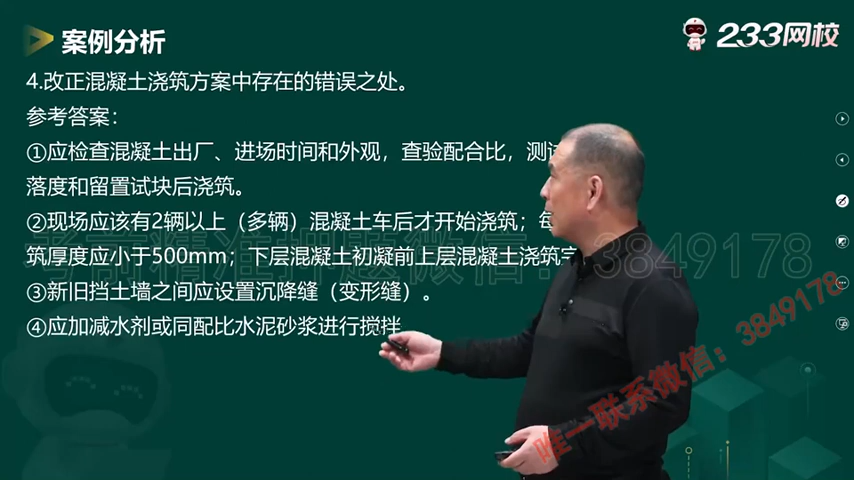 案例分析
233网校
4.改正混凝土浇筑方案中存在的错误之处。
参考答案：
①应检查混凝土出厂、进场时间和外观，查验配合比，测试
落度和留置试块后浇筑。
②现场应该有2辆以上（多辆）混凝土车后才开始浇筑；每
筑厚度应小于500mm；下层混凝土初凝前上层混凝土浇筑完
③新旧挡土墙之间应设置沉降缝（变形缝）。
④应加减水剂或同配比水泥砂浆进行搅拌
微信：3849178
唯一联系微信：3849178